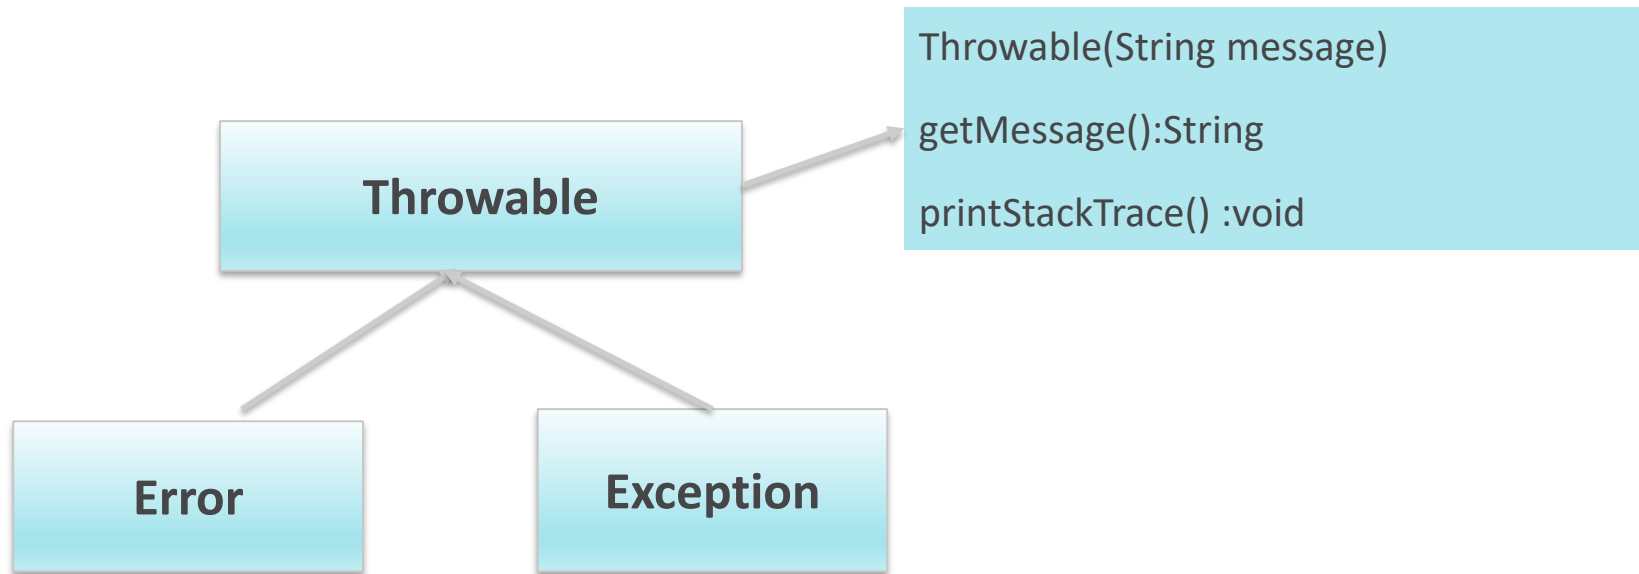 Throwable(String message)
getMessage():String
printStackTrace() :void
Throwable
Error
Exception